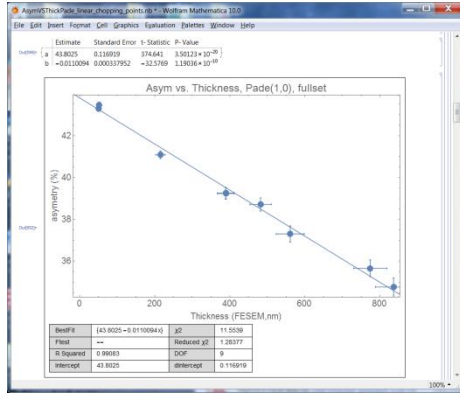 AsymVSThickPade_linear_chopping_points.nb * - Wolfram Mathematica 10.0
File Edit Insert Format Cell Graphics Evaluation Palettes Window Help
Estimate Standard Error t-Statistic P-Value
a 43.8025 0.116919 374.641 3.50123×10⁻²⁰
b -0.0110094 0.000337952 -32.5769 1.19036×10⁻¹⁰
Asym vs. Thickness, Pade(1,0), fullset
asymetry (%)
42
40
38
36
0 200 400 600 800
Thickness (FESEM,nm)
BestFit {43.8025-0.0110094x} χ2 11.5539
Ftest -- Reduced χ2 1.28377
R Squared 0.99083 DOF 9
Intercept 43.8025 dIntercept 0.116919
100%